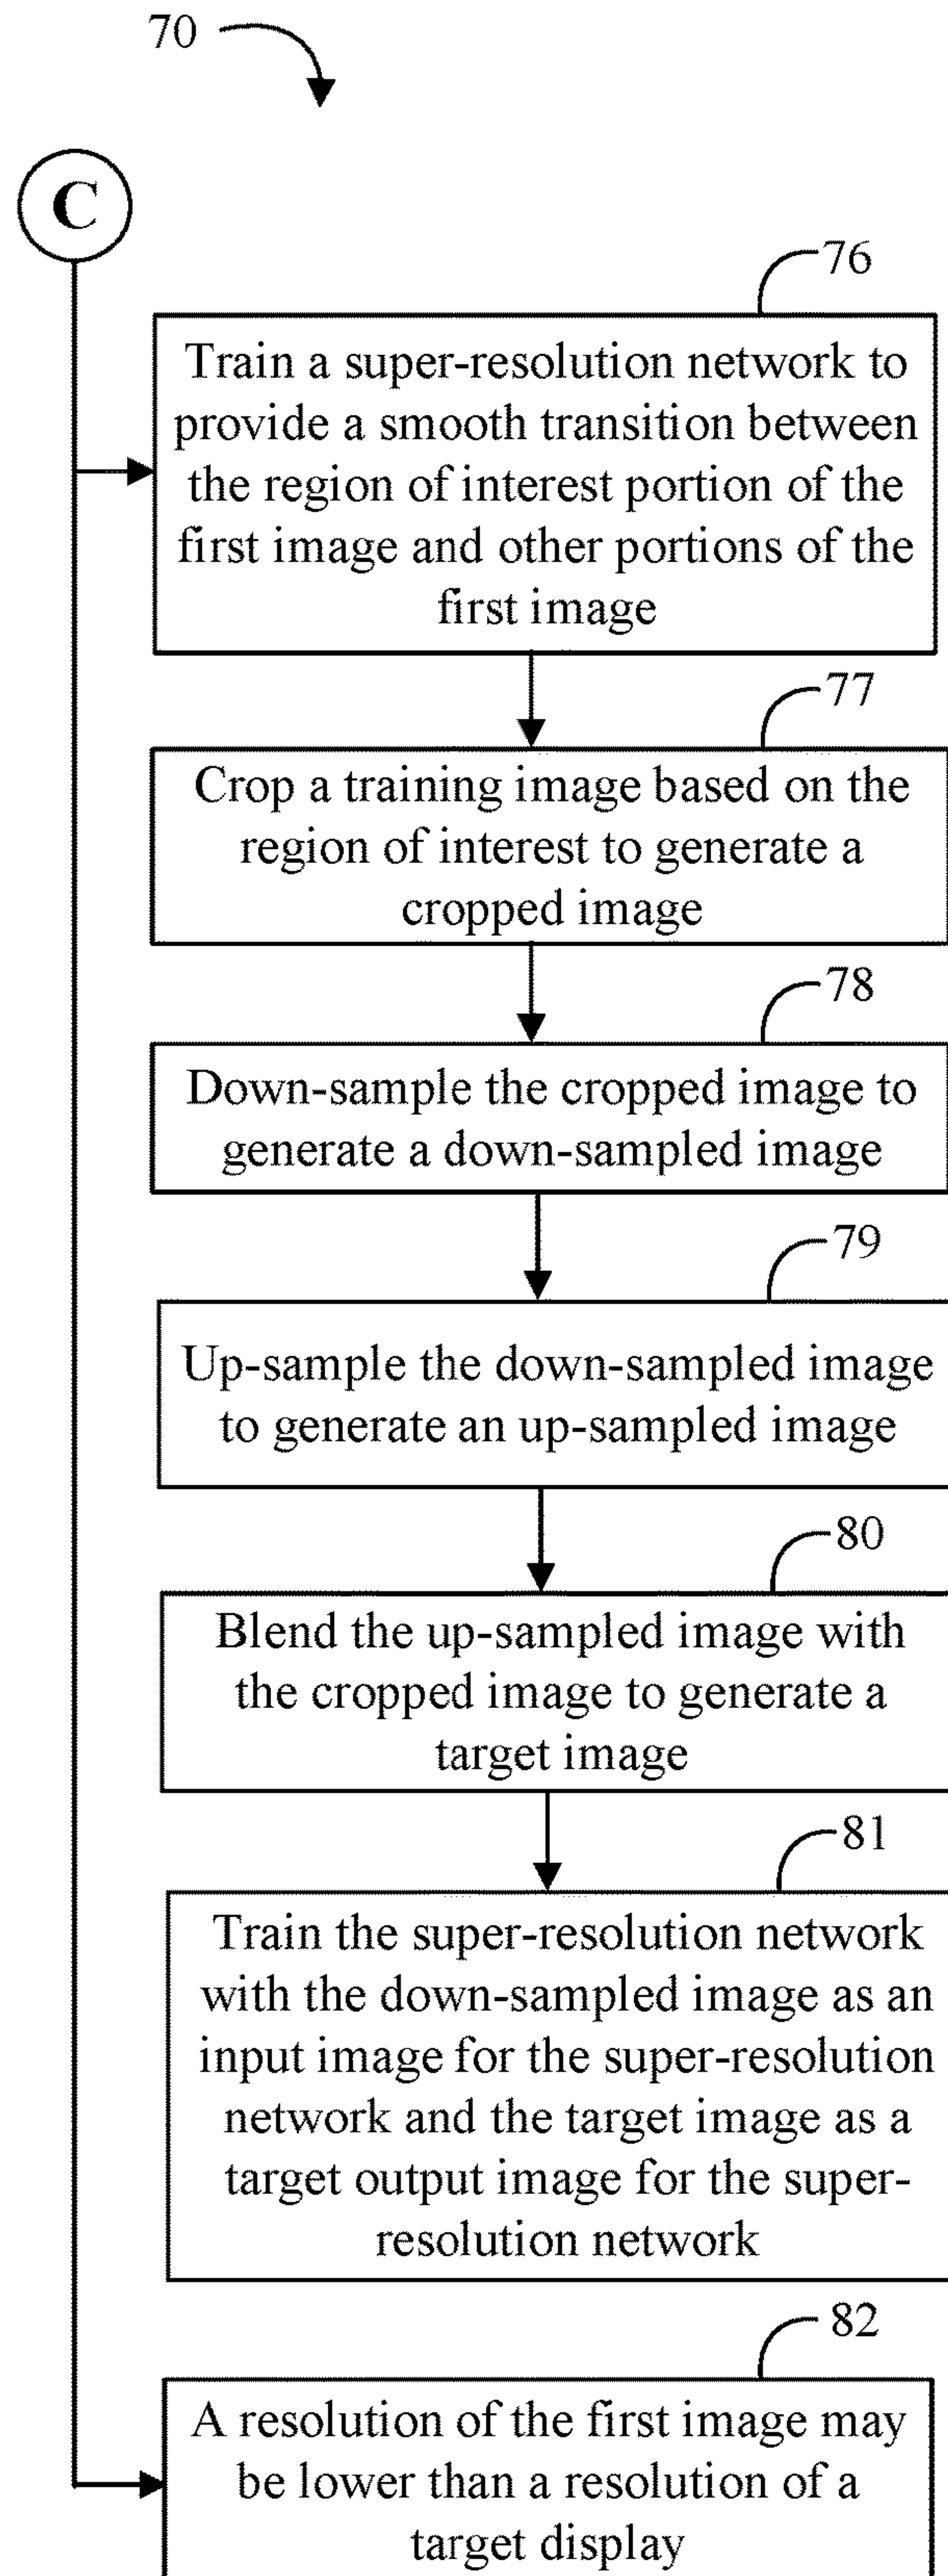 70
C
76
Train a super-resolution network to
provide a smooth transition between
the region of interest portion of the
first image and other portions of the
first image
77
Crop a training image based on the
region of interest to generate a
cropped image
78
Down-sample the cropped image to
generate a down-sampled image
79
Up-sample the down-sampled image
to generate an up-sampled image
80
Blend the up-sampled image with
the cropped image to generate a
target image
81
Train the super-resolution network
with the down-sampled image as an
input image for the super-resolution
network and the target image as a
target output image for the super-
resolution network
82
A resolution of the first image may
be lower than a resolution of a
target display